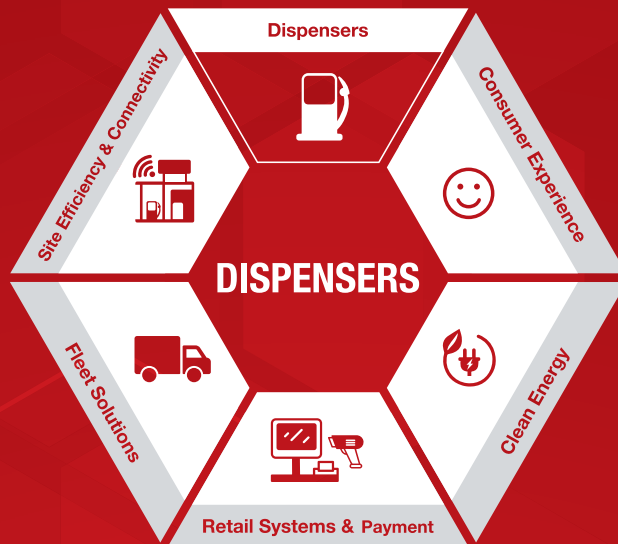 Dispensers
Site Efficiency & Connectivity
Consumer Experience
DISPENSERS
Fleet Solutions
Clean Energy
Retail Systems & Payment